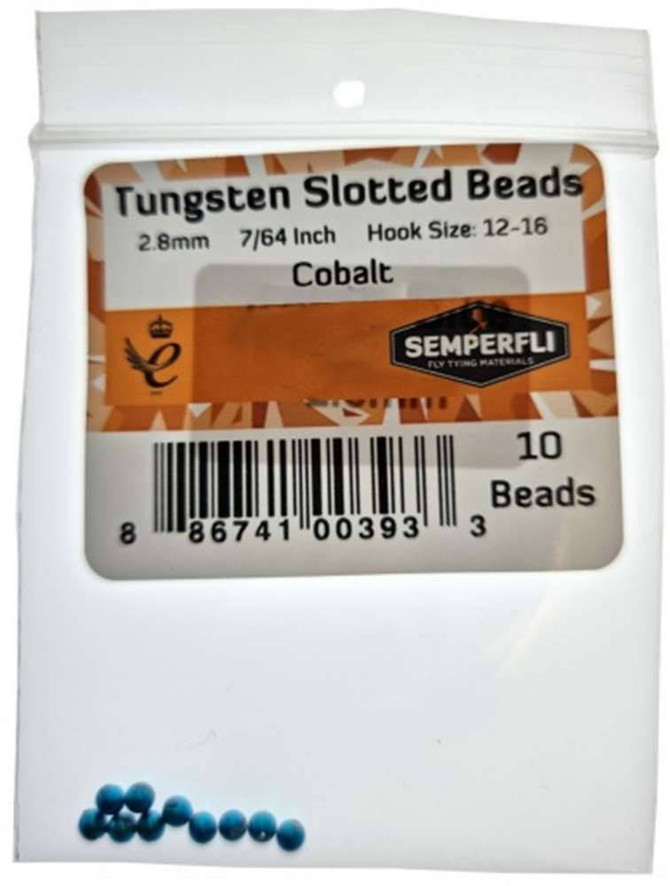 Tungsten Slotted Beads
2.8mm 7/64 Inch Hook Size: 12-16
Cobalt
SEMPERFLI
FLY TYING MATERIALS
10
Beads
8 86741 00393 3